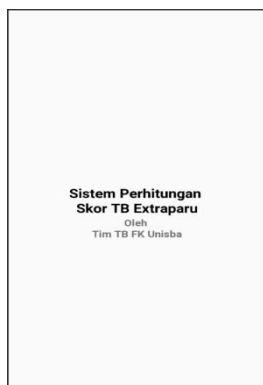 Sistem Perhitungan
Skor TB Extraparu
Oleh
Tim TB FK Unisba